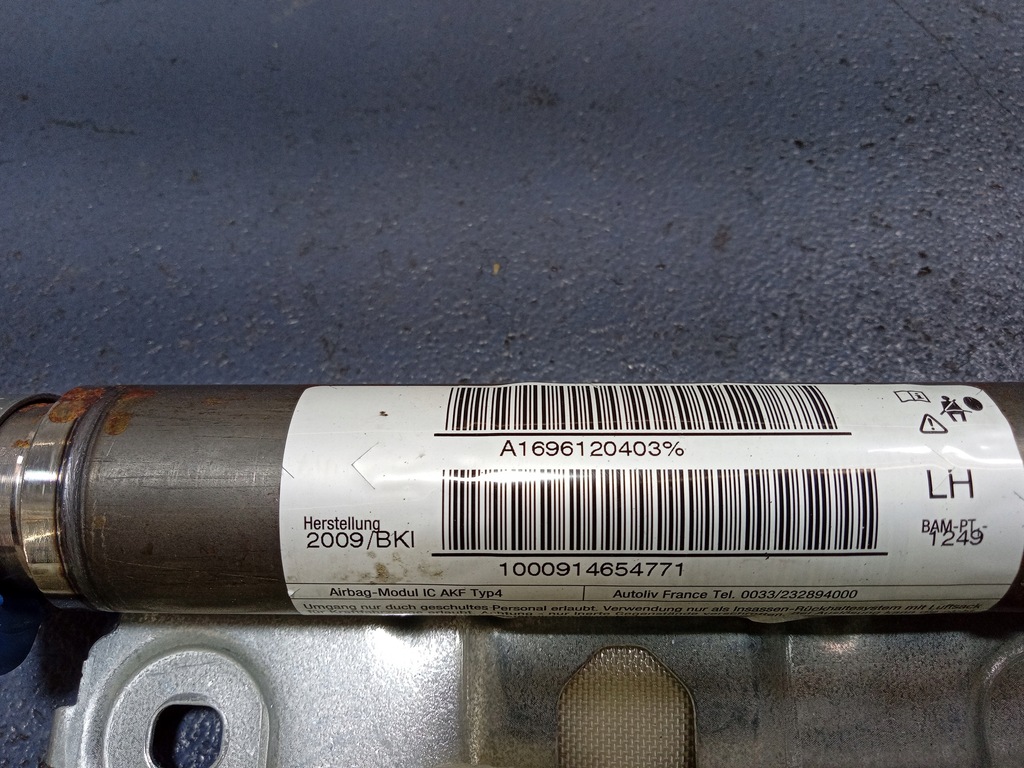 A1696120403%
LH
Herstellung
2009/BKI
BAM-PT-
1249
1000914654771
Airbag-Modul IC AKF Typ4
Autoliv France Tel. 0033/232894000
Umgang nur duch geschultes Personal erlaubt. Verwendung nur als Insassen-Rückhaltesystem mit Luftsack